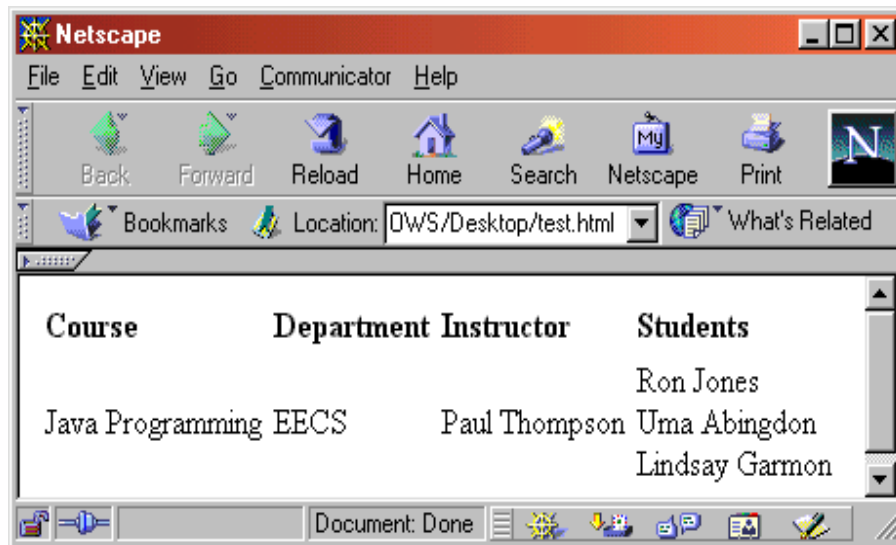 Netscape
File Edit View Go Communicator Help
My N
Back Forward Reload Home Search Netscape Print
Bookmarks Location: OWS/Desktop/test.html What's Related
Course Department Instructor Students
Ron Jones
Java Programming EECS Paul Thompson Uma Abingdon
Lindsay Garmon
Document: Done